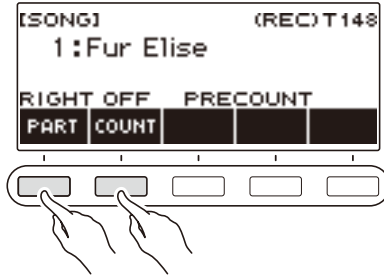 [SONG] (REC) T148
1:Fur Elise
RIGHT OFF PRECOUNT
PART COUNT